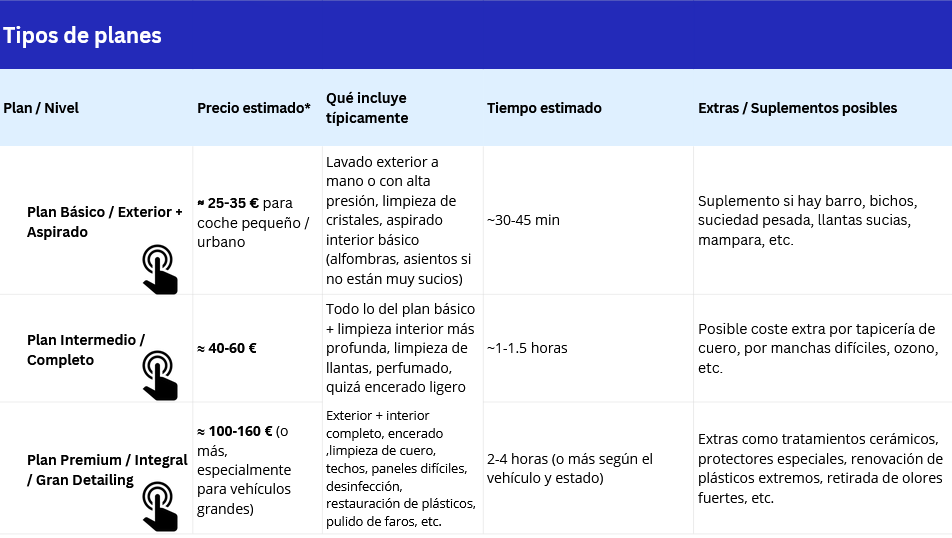 Tipos de planes
Plan / Nivel
Precio estimado*
Qué incluye
típicamente
Tiempo estimado
Extras / Suplementos posibles
Plan Básico / Exterior +
Aspirado
≈ 25-35 € para
coche pequeño /
urbano
Lavado exterior a
mano o con alta
presión, limpieza de
cristales, aspirado
interior básico
(alfombras, asientos si
no están muy sucios)
~30-45 min
Suplemento si hay barro, bichos,
suciedad pesada, llantas sucias,
mampara, etc.
Plan Intermedio /
Completo
≈ 40-60 €
Todo lo del plan básico
+ limpieza interior más
profunda, limpieza de
llantas, perfumado,
quizá encerado ligero
~1-1.5 horas
Posible coste extra por tapicería de
cuero, por manchas difíciles, ozono,
etc.
Plan Premium / Integral
/ Gran Detailing
≈ 100-160 € (o
más,
especialmente
para vehículos
grandes)
Exterior + interior
completo, encerado
,limpieza de cuero,
techos, paneles difíciles,
desinfección,
restauración de plásticos,
pulido de faros, etc.
2-4 horas (o más según el
vehículo y estado)
Extras como tratamientos cerámicos,
protectores especiales, renovación de
plásticos extremos, retirada de olores
fuertes, etc.